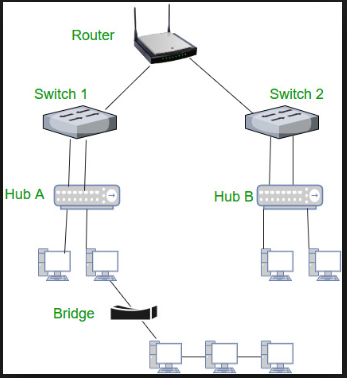 Router
Switch 1
Switch 2
Hub A
Hub B
Bridge